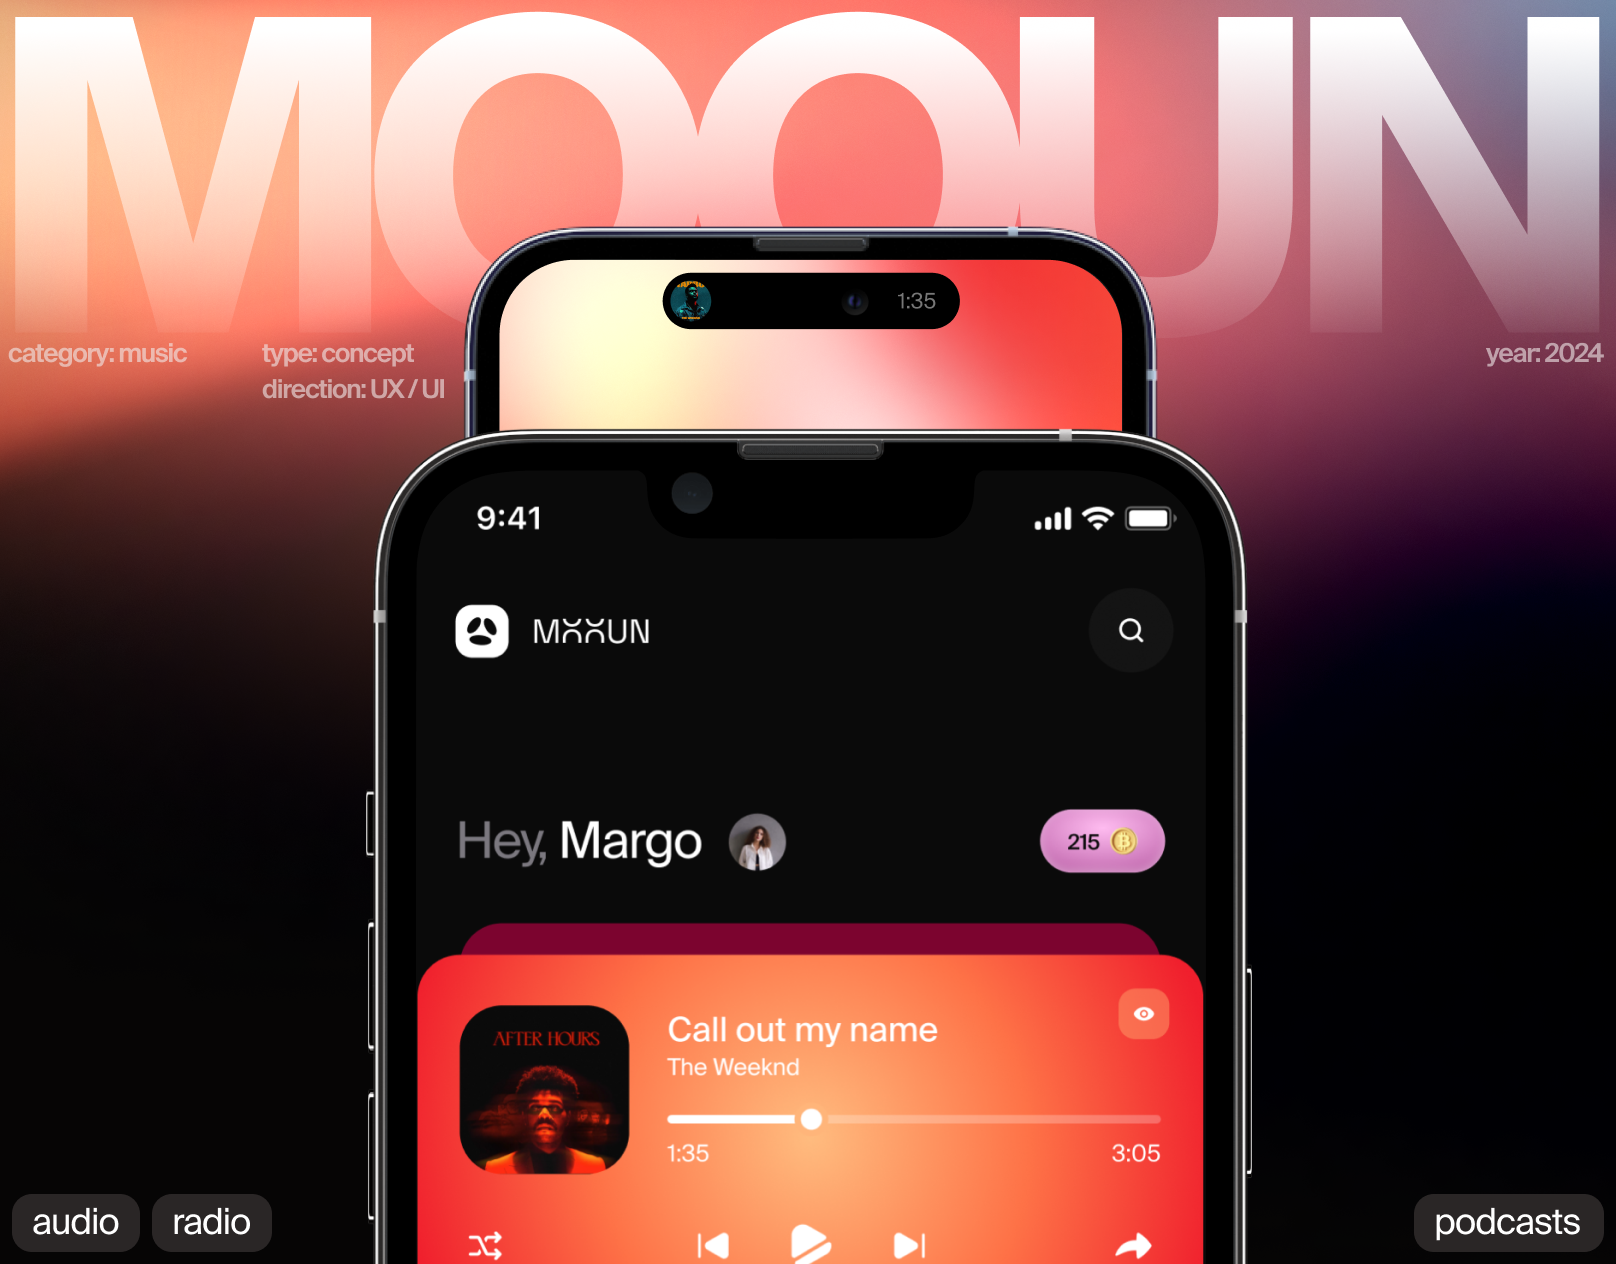 MOOUN
category: music
type: concept
direction: UX / UI
year: 2024
1:35
9:41
MOOUN
Hey, Margo
215
AFTER HOURS
Call out my name
The Weeknd
1:35
3:05
audio
radio
podcasts